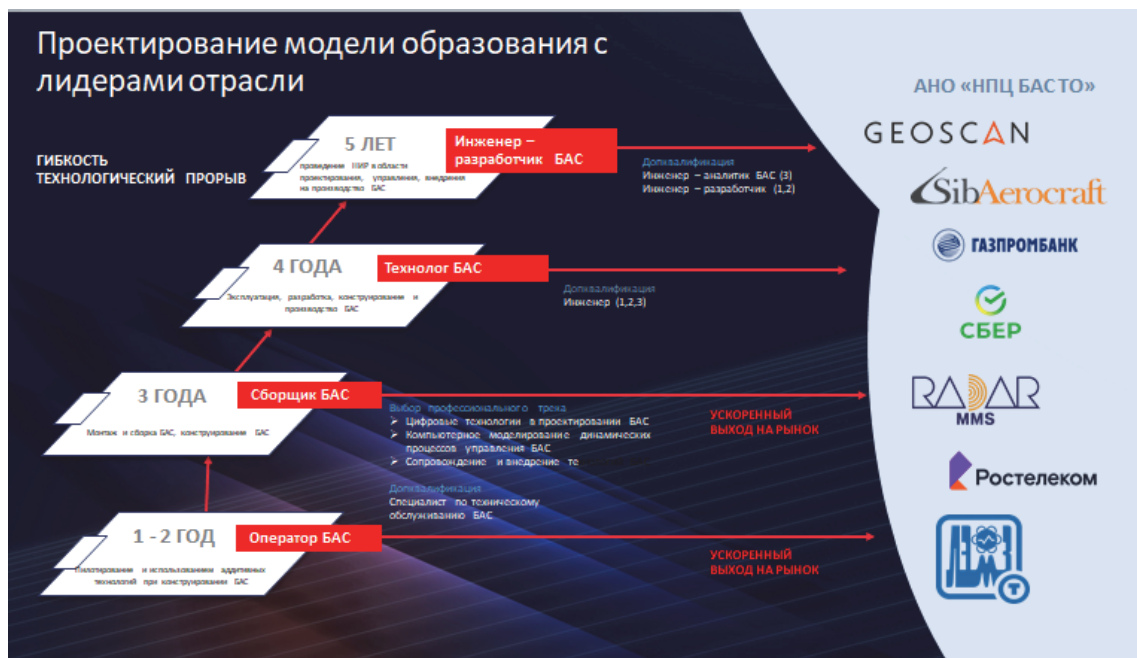 Проектирование модели образования с
лидерами отрасли
АНО «НПЦ БАС ТО»
ГИБКОСТЬ
ТЕХНОЛОГИЧЕСКИЙ ПРОРЫВ
5 ЛЕТ
проведение НИР в области
проектирования, управления, внедрения
на производство БАС
Инженер –
разработчик БАС
Допквалификация
Инженер – аналитик БАС (3)
Инженер – разработчик (1,2)
4 ГОДА
Эксплуатация, разработка, конструирование и
производство БАС
Технолог БАС
Допквалификация
Инженер (1,2,3)
3 ГОДА
Монтаж и сборка БАС, конструирование БАС
Сборщик БАС
Выбор профессионального трека
➢ Цифровые технологии в проектировании БАС
➢ Компьютерное моделирование динамических
процессов управления БАС
➢ Сопровождение и внедрение те
УСКОРЕННЫЙ
ВЫХОД НА РЫНОК
Допквалификация
Специалист по техническому
обслуживанию БАС
1 - 2 ГОД
Пилотирование и использованием аддитивных
технологий при конструировании БАС
Оператор БАС
УСКОРЕННЫЙ
ВЫХОД НА РЫНОК
GEOSCAN
SibAerocraft
ГАЗПРОМБАНК
СБЕР
RADAR
MMS
Ростелеком
Т